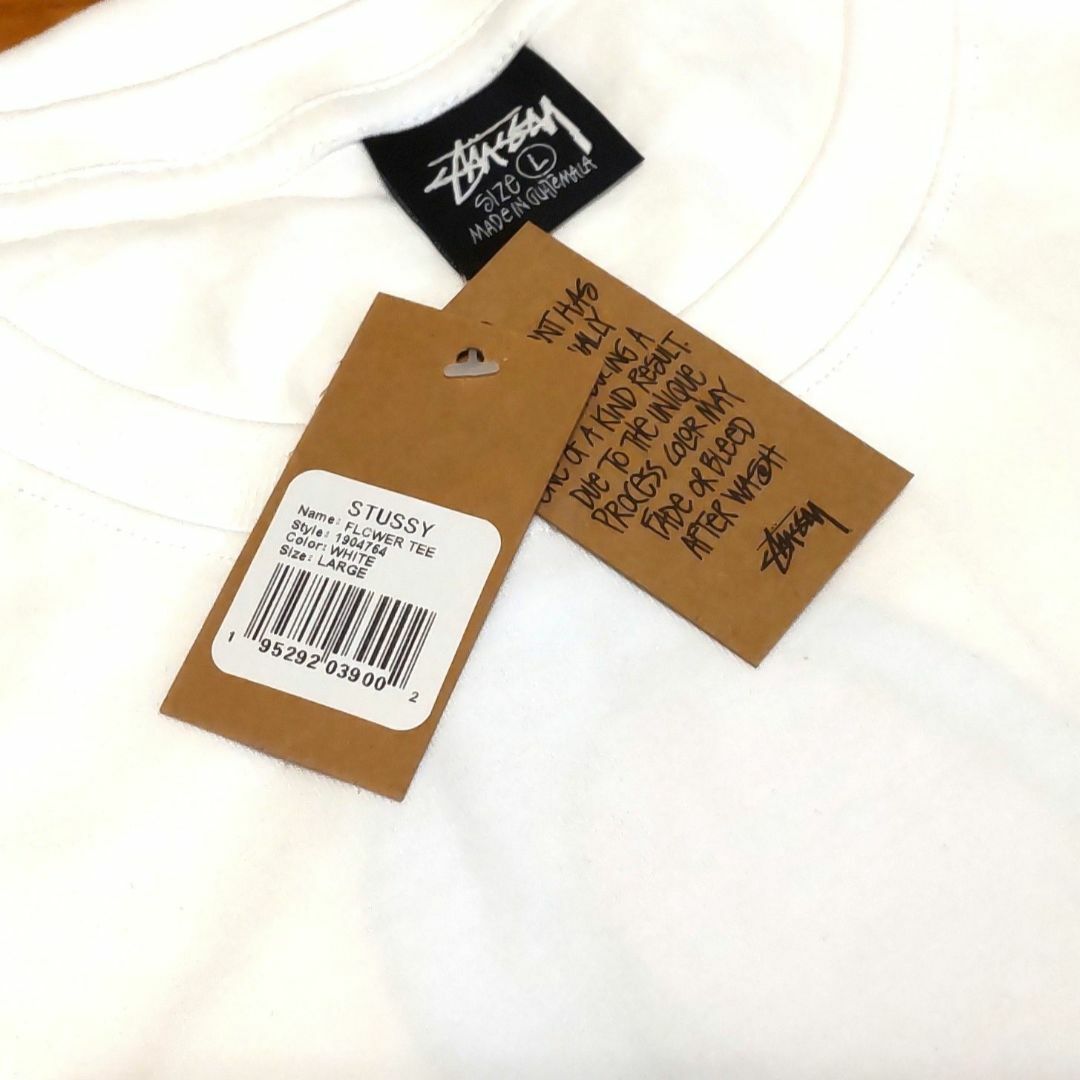 STÜSSY
SIZE L
MADE IN GUATEMALA
HAS
A
OF A KIND RESULT.
DUE TO THE UNIQUE
PROCESS COLOR MAY
FADE OR BLEED
AFTER WASH
STÜSSY
STUSSY
Name: FLOWER TEE
Style: 1904764
Color: WHITE
Size: LARGE
1 95292 03900 2